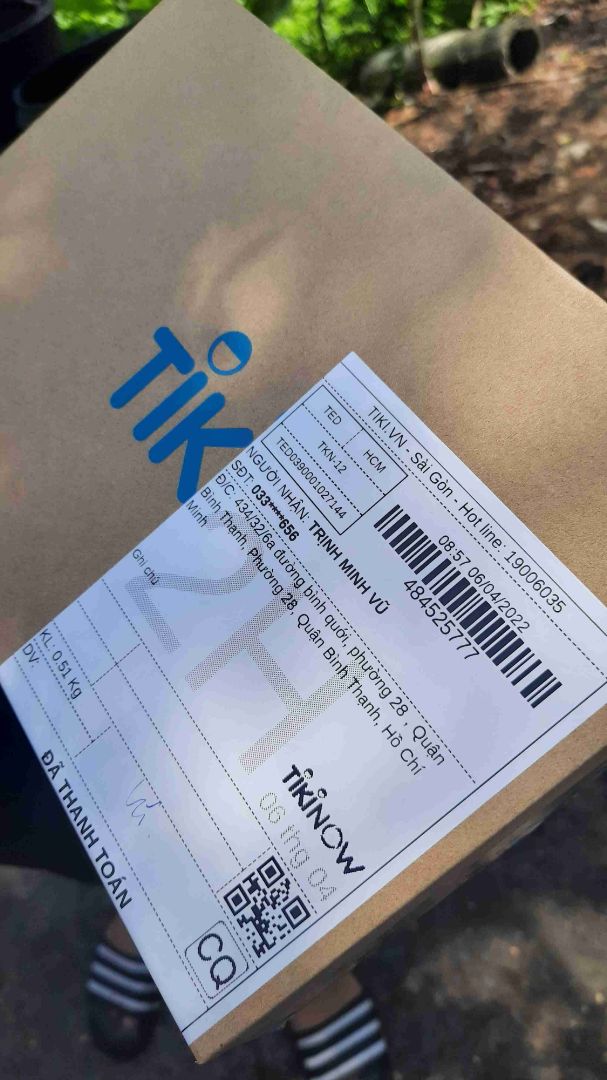 TIKI
TIKI.VN, Sài Gòn - Hot line: 19006035
TED
HCM
TKN-12
TED0390001027144
08:57 06/04/2022
484525777
NGƯỜI NHẬN: TRỊNH MINH VŨ
SĐT: 033****656
Đ/C: 434/32/6a đường bình quới, phường 28 , Quận
Bình Thạnh, Phường 28, Quận Bình Thạnh, Hồ Chí
Minh
Ghi chú
2H
TIKINOW
06 thg 04
KL: 0.51 Kg
DV:
ĐÃ THANH TOÁN
CQ